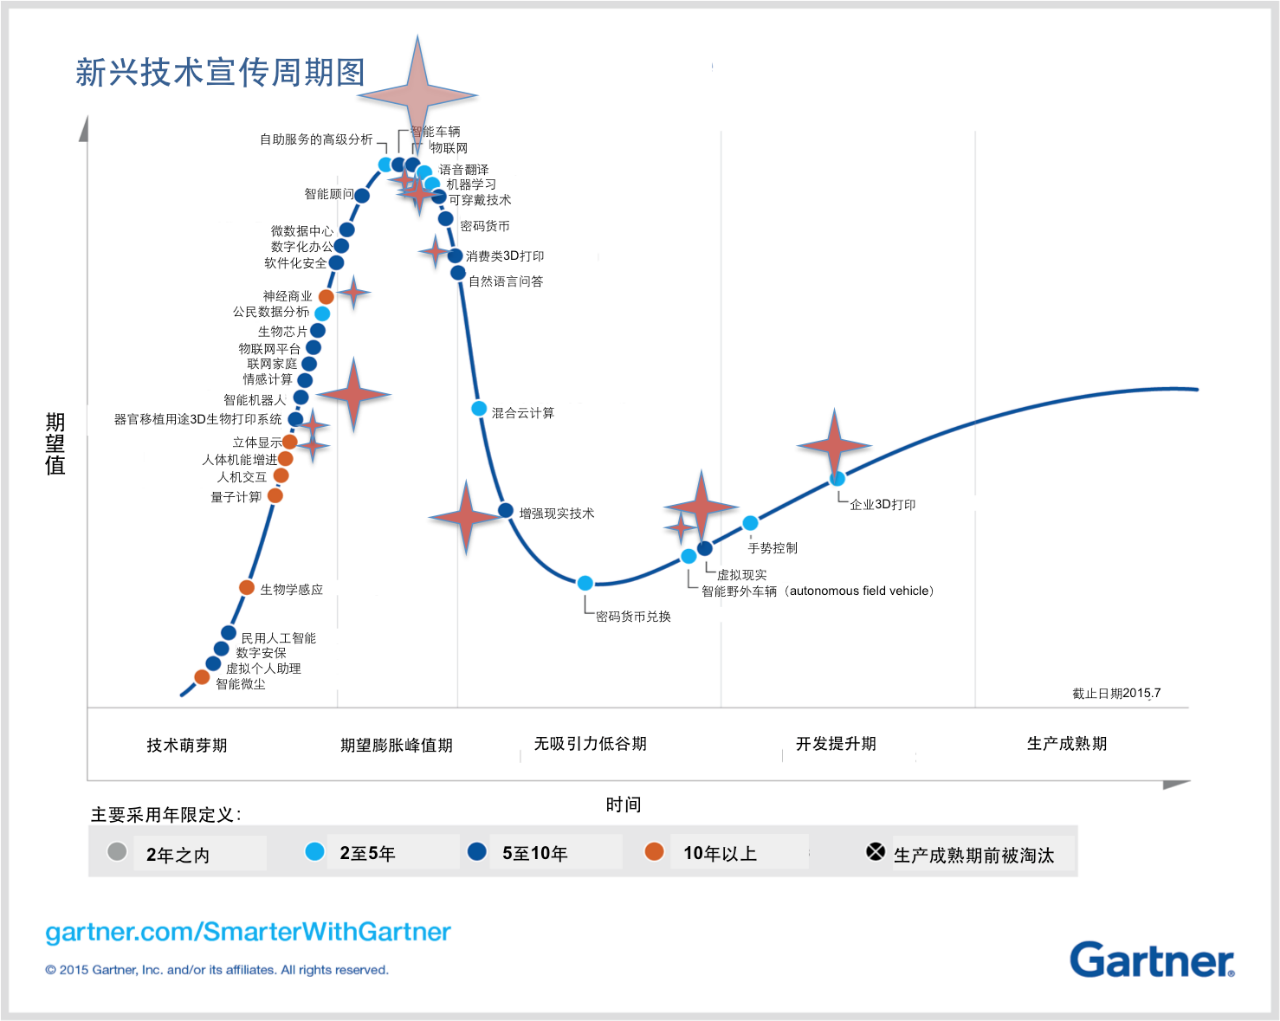 新兴技术宣传周期图
自助服务的高级分析
智能车辆
物联网
语音翻译
机器学习
可穿戴技术
智能顾问
密码货币
微数据中心
数字化办公
软件化安全
消费类3D打印
自然语言问答
神经商业
公民数据分析
生物芯片
物联网平台
联网家庭
情感计算
智能机器人
器官移植用途3D生物打印系统
立体显示
人体机能增进
人机交互
量子计算
混合云计算
增强现实技术
企业3D打印
手势控制
虚拟现实
智能野外车辆（autonomous field vehicle）
密码货币兑换
生物学感应
民用人工智能
数字安保
虚拟个人助理
智能微尘
期望值
截止日期2015.7
技术萌芽期
期望膨胀峰值期
无吸引力低谷期
开发提升期
生产成熟期
时间
主要采用年限定义：
2年之内
2至5年
5至10年
10年以上
生产成熟期前被淘汰
gartner.com/SmarterWithGartner
© 2015 Gartner, Inc. and/or its affiliates. All rights reserved.
Gartner®